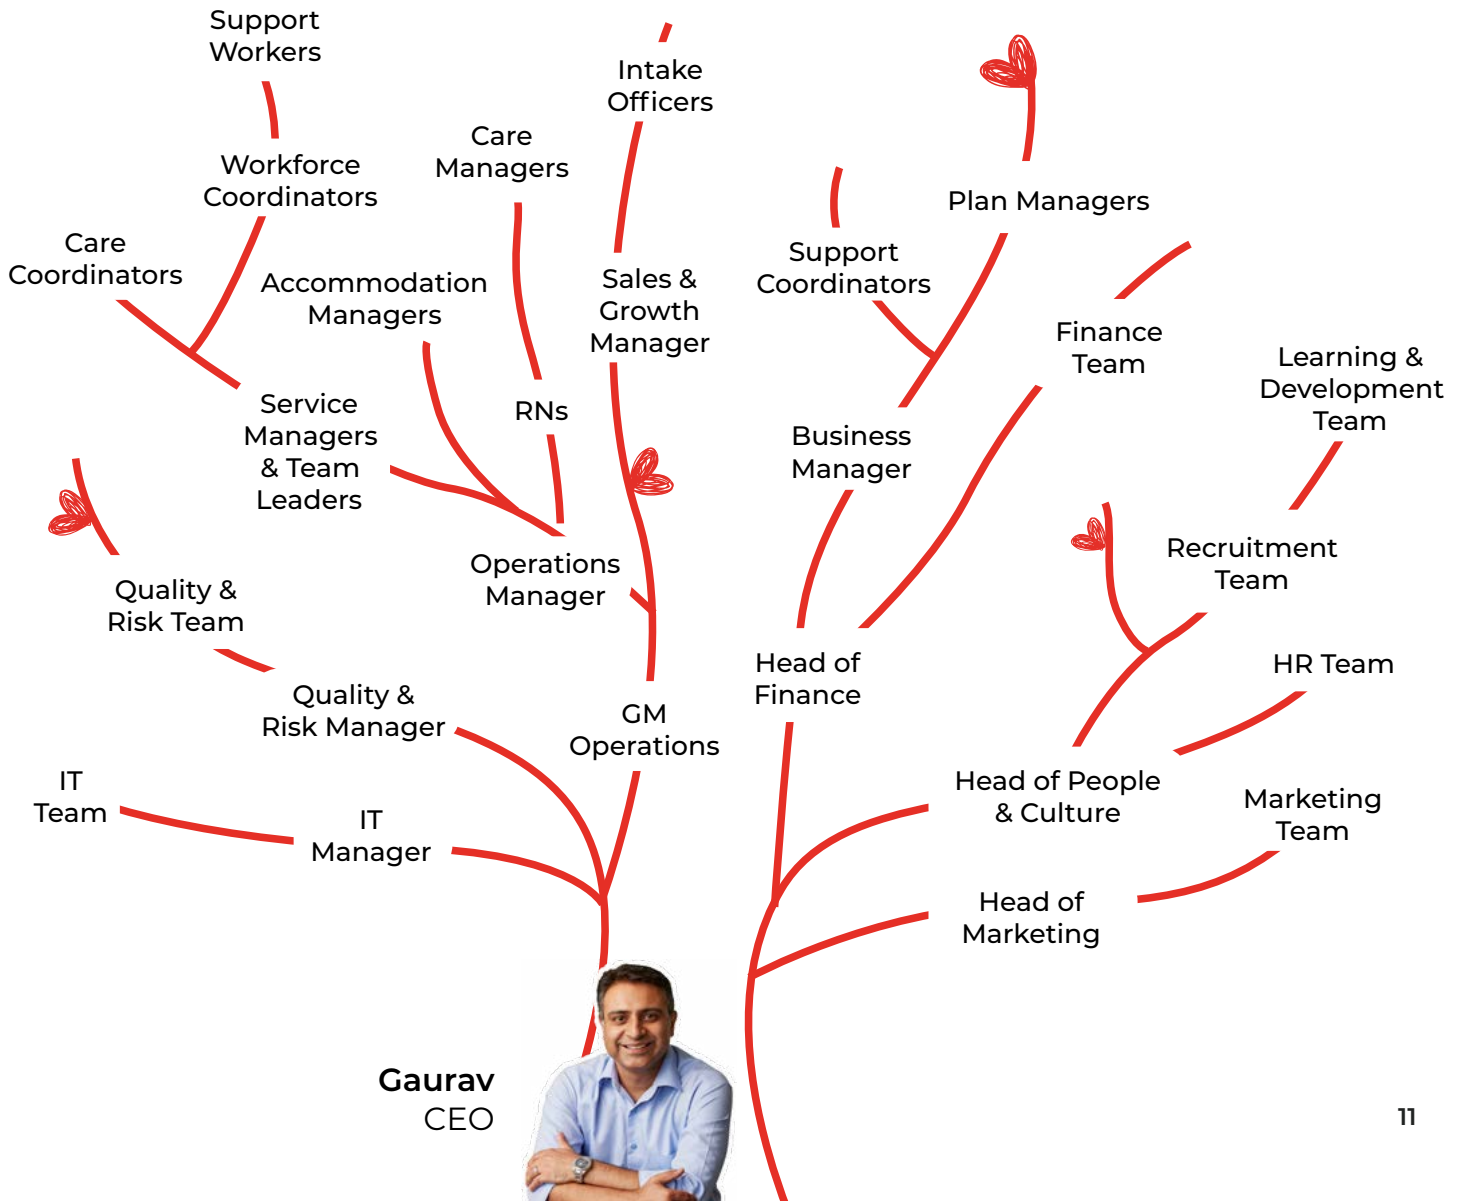 Support
Workers
Intake
Officers
Care
Managers
Workforce
Coordinators
Plan Managers
Care
Coordinators
Support
Coordinators
Accommodation
Managers
Sales &
Growth
Manager
Finance
Team
Learning &
Development
Team
Service
Managers
& Team
Leaders
RNs
Business
Manager
Recruitment
Team
Operations
Manager
Quality &
Risk Team
Head of
Finance
HR Team
Quality &
Risk Manager
GM
Operations
IT
Team
IT
Manager
Head of People
& Culture
Marketing
Team
Head of
Marketing
Gaurav
CEO
11